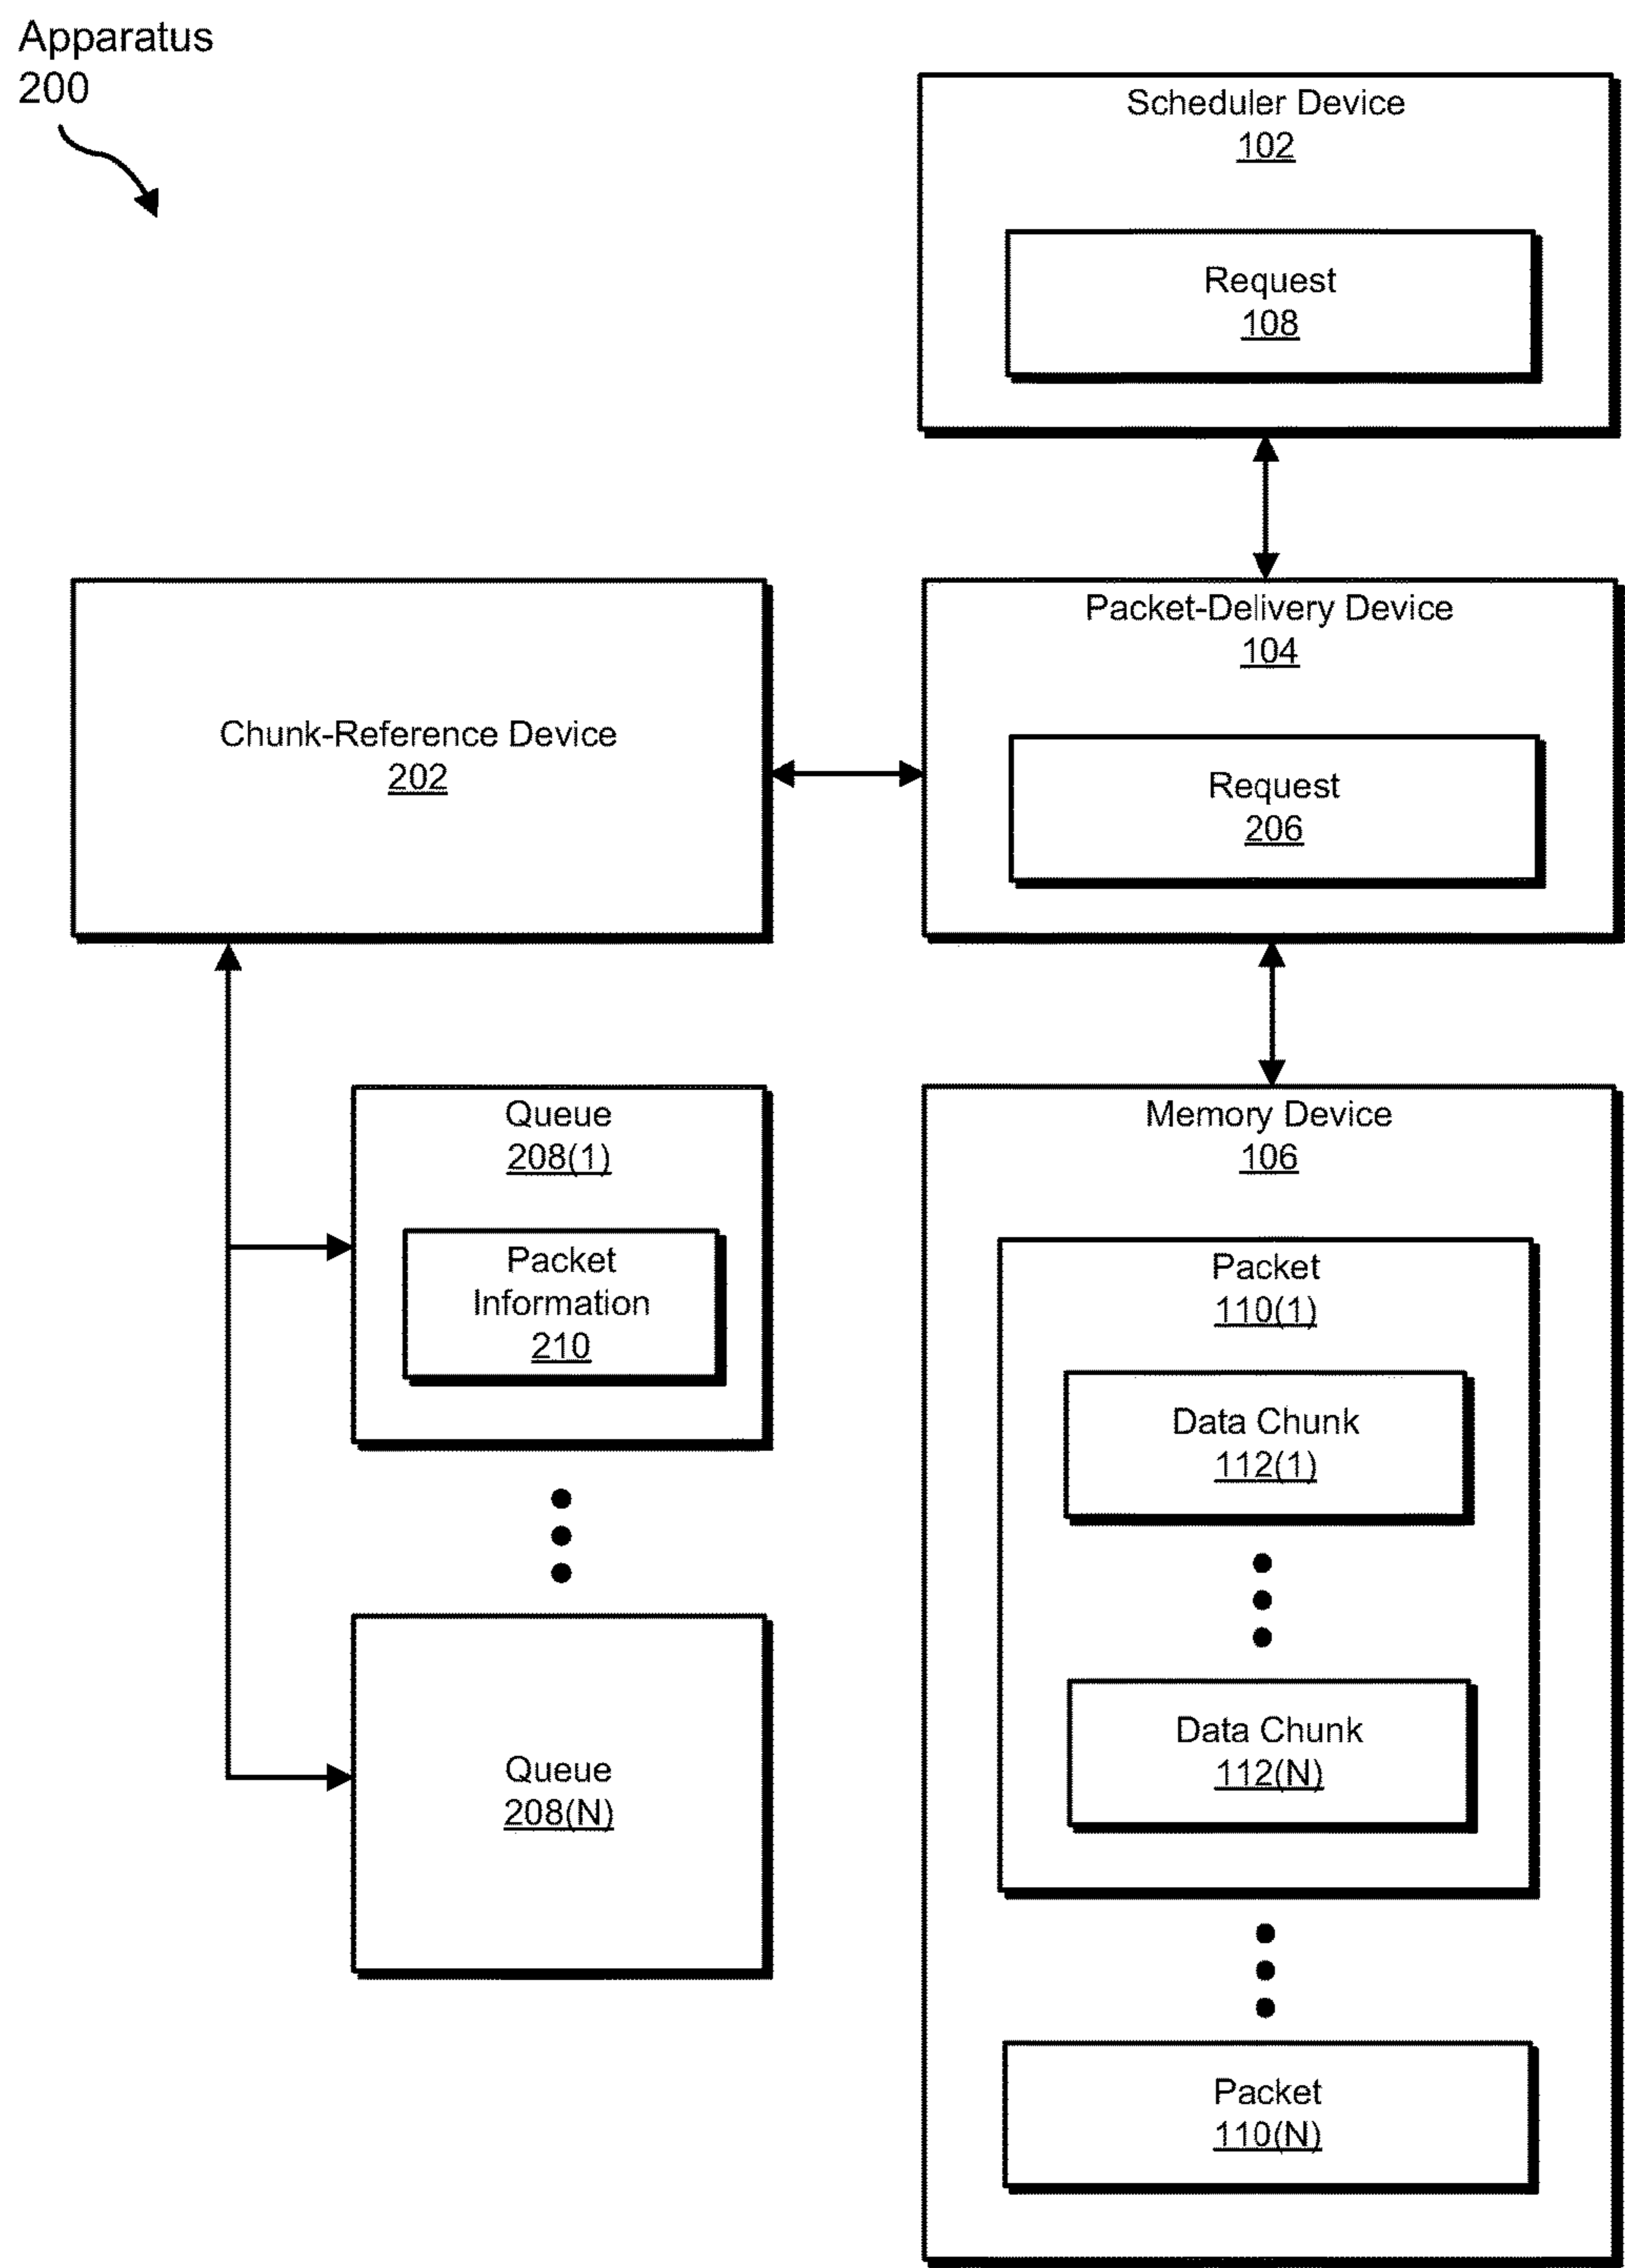 Apparatus
200
Scheduler Device
102
Request
108
Chunk-Reference Device
202
Packet-Delivery Device
104
Request
206
Queue
208(1)
Packet
Information
210
Queue
208(N)
Memory Device
106
Packet
110(1)
Data Chunk
112(1)
Data Chunk
112(N)
Packet
110(N)